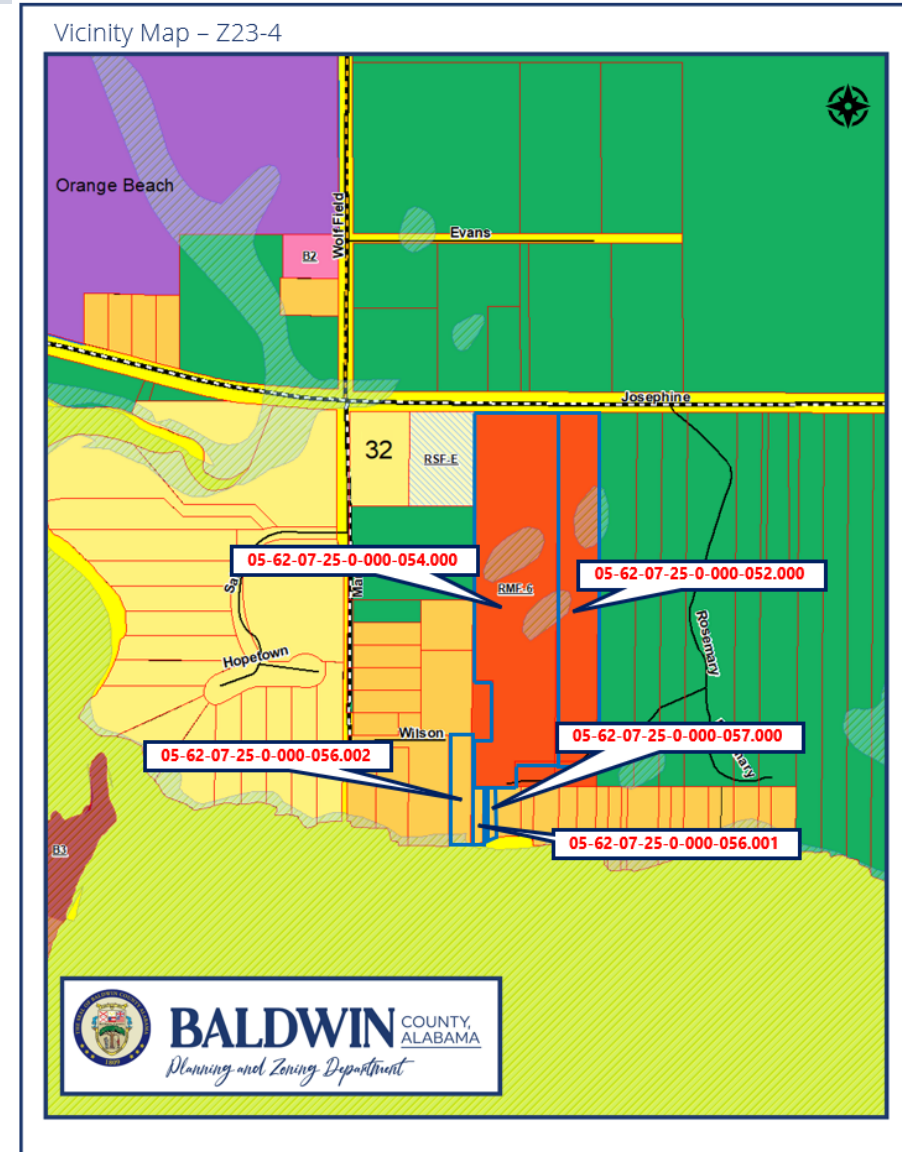 Vicinity Map – Z23-4
Orange Beach
Wolf Field
Evans
B2
Josephine
32
RSF-E
05-62-07-25-0-000-054.000
05-62-07-25-0-000-052.000
RMF-6
Rosemary
Hopetown
Wilson
05-62-07-25-0-000-057.000
05-62-07-25-0-000-056.002
05-62-07-25-0-000-056.001
B3
BALDWIN COUNTY, ALABAMA
Planning and Zoning Department